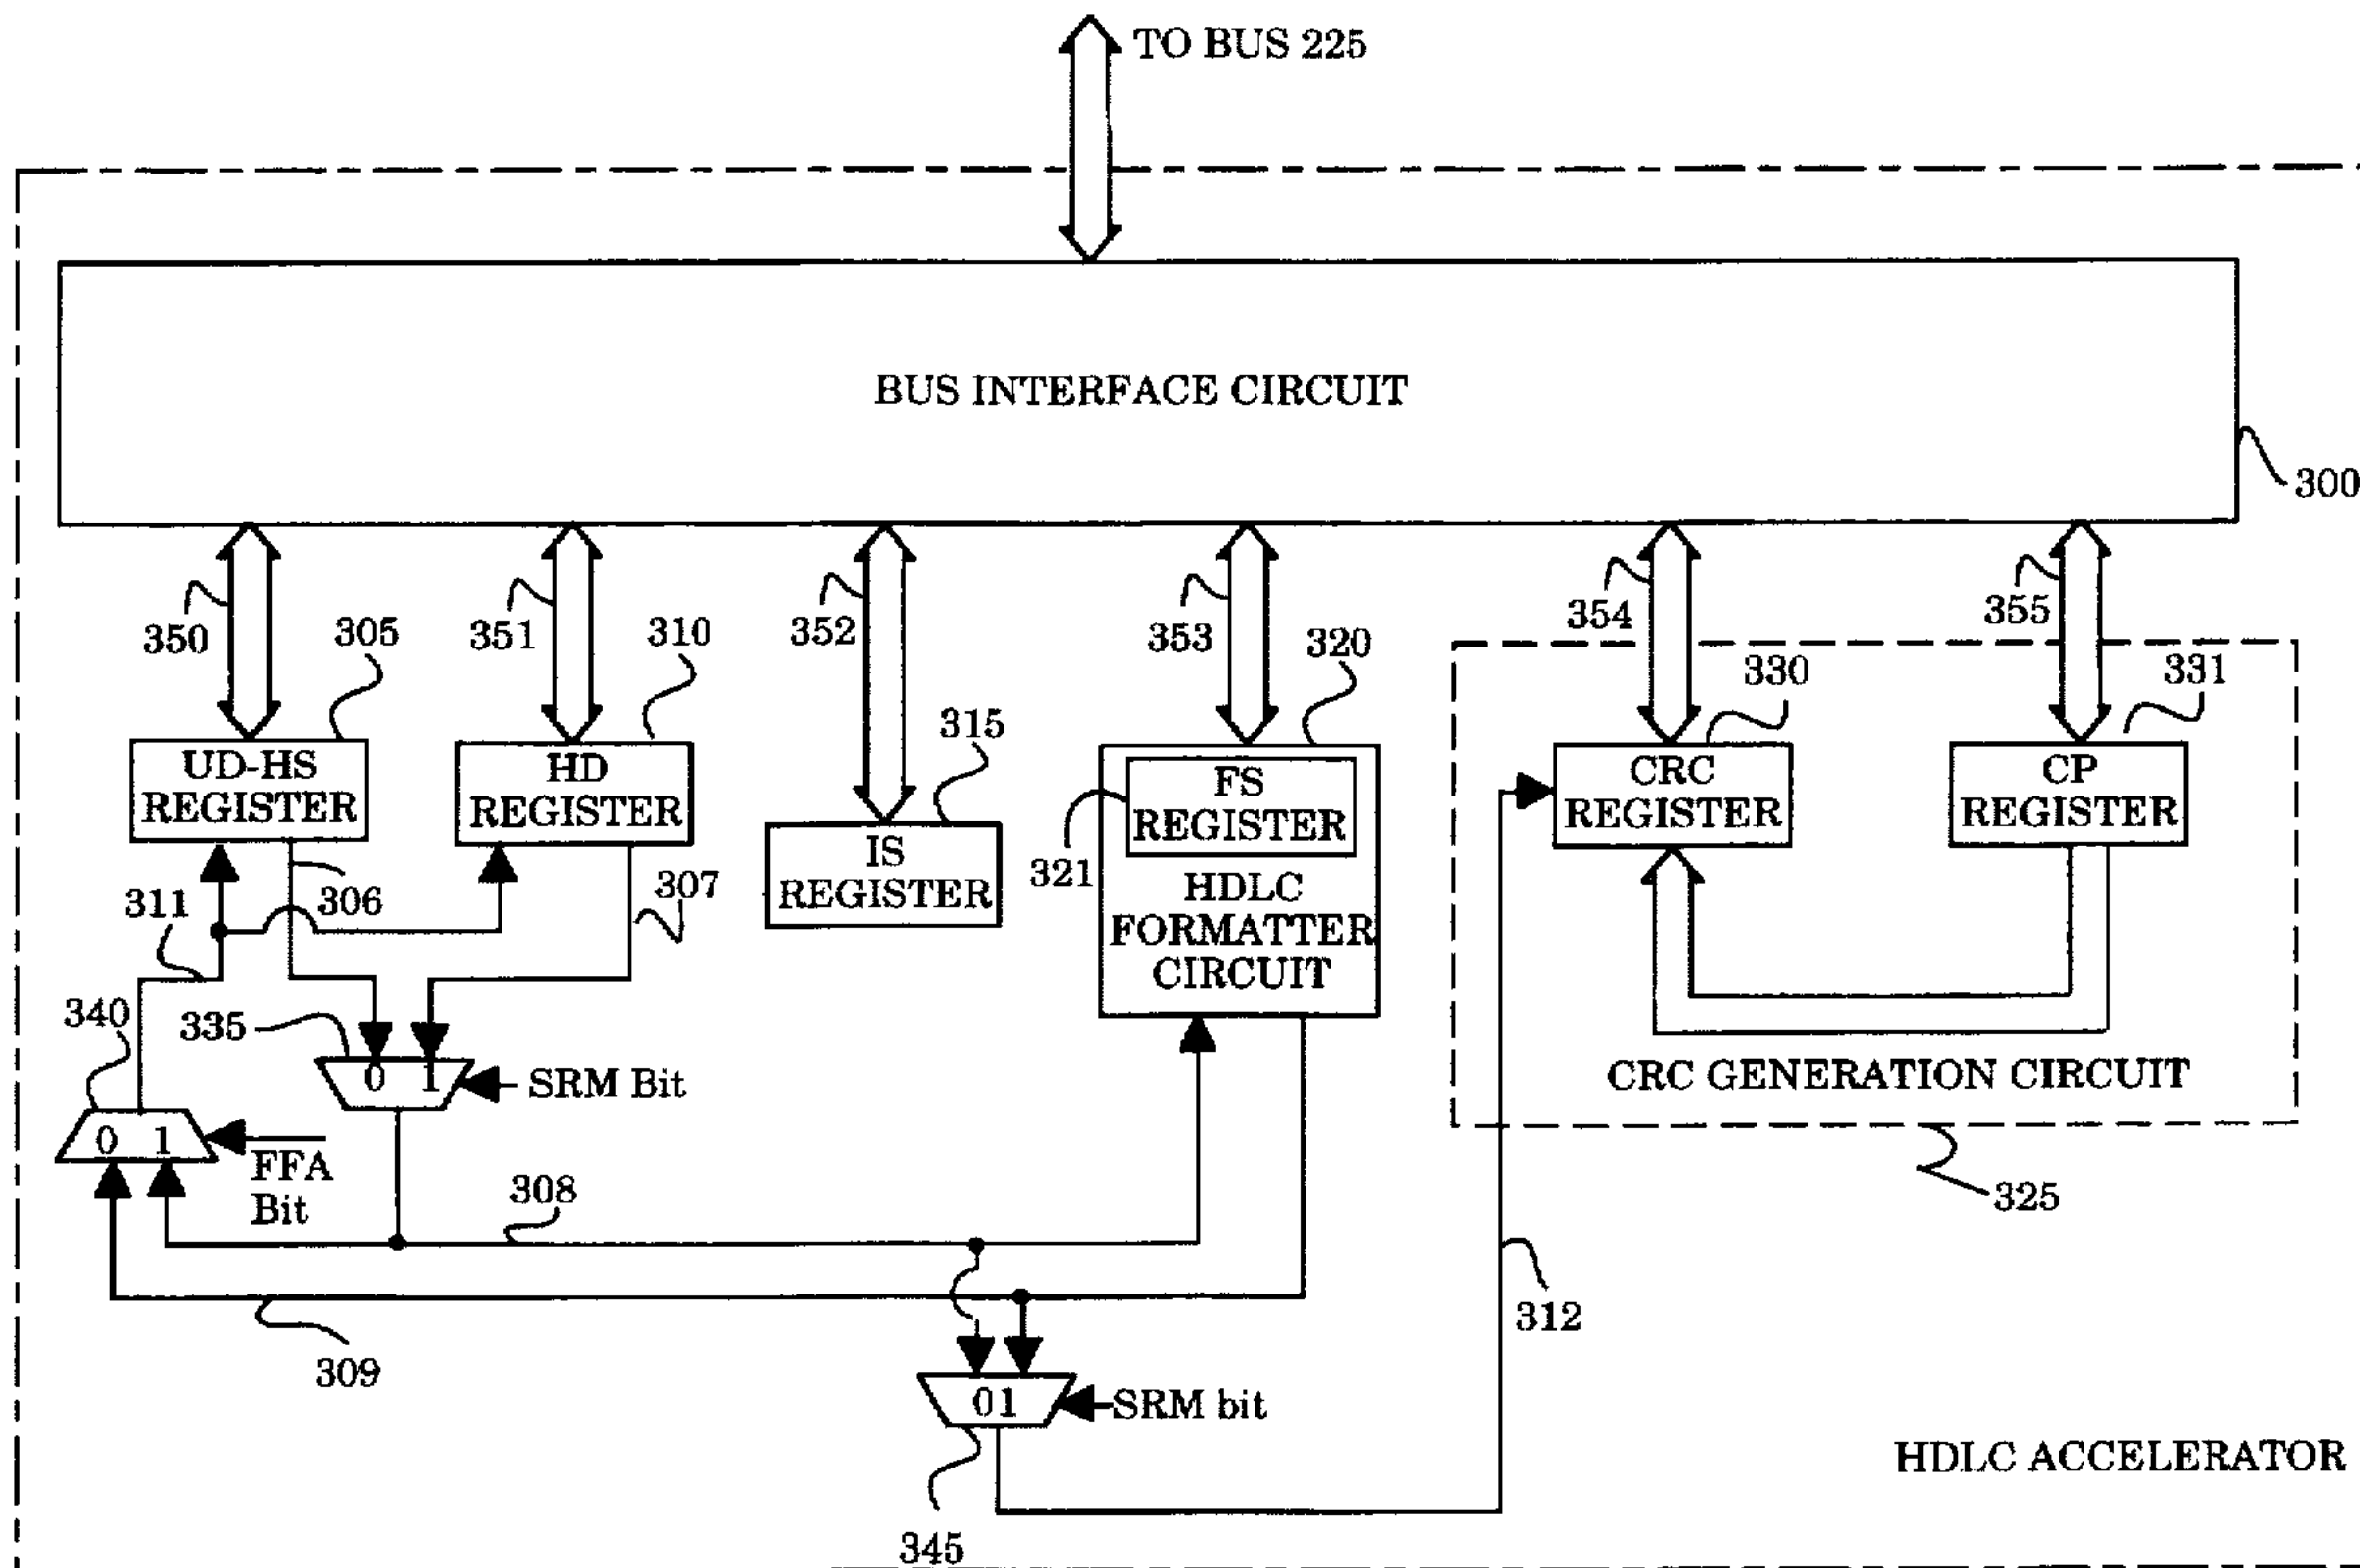 TO BUS 225
BUS INTERFACE CIRCUIT
300
350
305
351
310
352
315
353
320
354
330
355
331
UD-HS
REGISTER
HD
REGISTER
IS
REGISTER
FS
REGISTER
321
HDLC
FORMATTER
CIRCUIT
CRC
REGISTER
CP
REGISTER
311
306
307
340
335
0 1
SRM Bit
CRC GENERATION CIRCUIT
0 1
FFA
Bit
308
325
309
312
01
SRM bit
345
HDLC ACCELERATOR